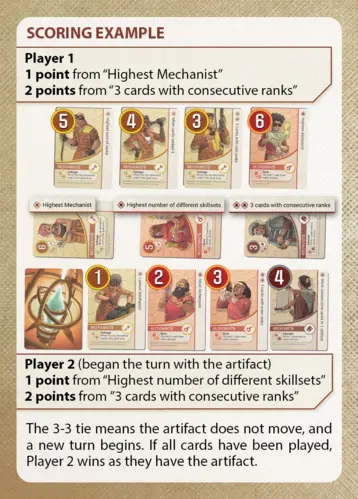 SCORING EXAMPLE
Player 1
1 point from “Highest Mechanist”
2 points from “3 cards with consecutive ranks”
5
4
3
6
Highest Mechanist
Highest number of different skillsets
3 cards with consecutive ranks
6
5
3
1
2
3
4
Player 2 (began the turn with the artifact)
1 point from “Highest number of different skillsets”
2 points from ”3 cards with consecutive ranks”
The 3-3 tie means the artifact does not move, and
a new turn begins. If all cards have been played,
Player 2 wins as they have the artifact.